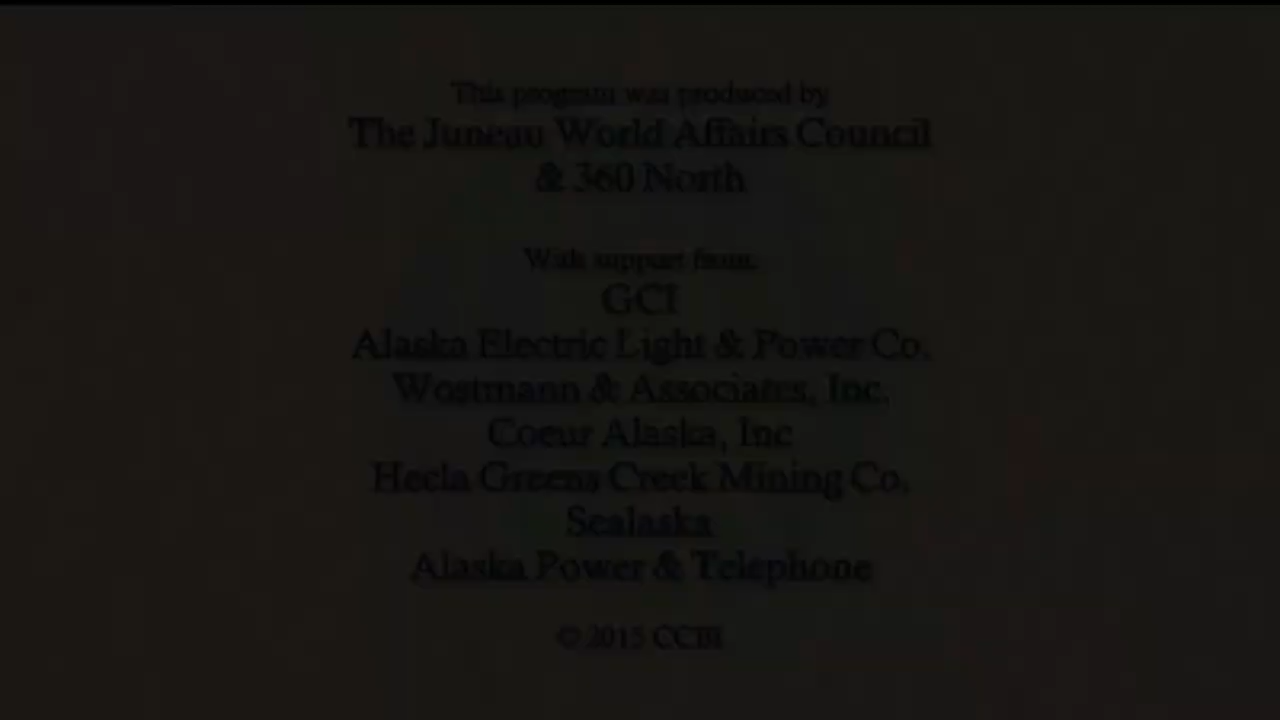 This program was produced by
The Juneau World Affairs Council
& 360 North
With support from:
GCI
Alaska Electric Light & Power Co.
Wostmann & Associates, Inc.
Coeur Alaska, Inc
Hecla Greens Creek Mining Co.
Sealaska
Alaska Power & Telephone
© 2015